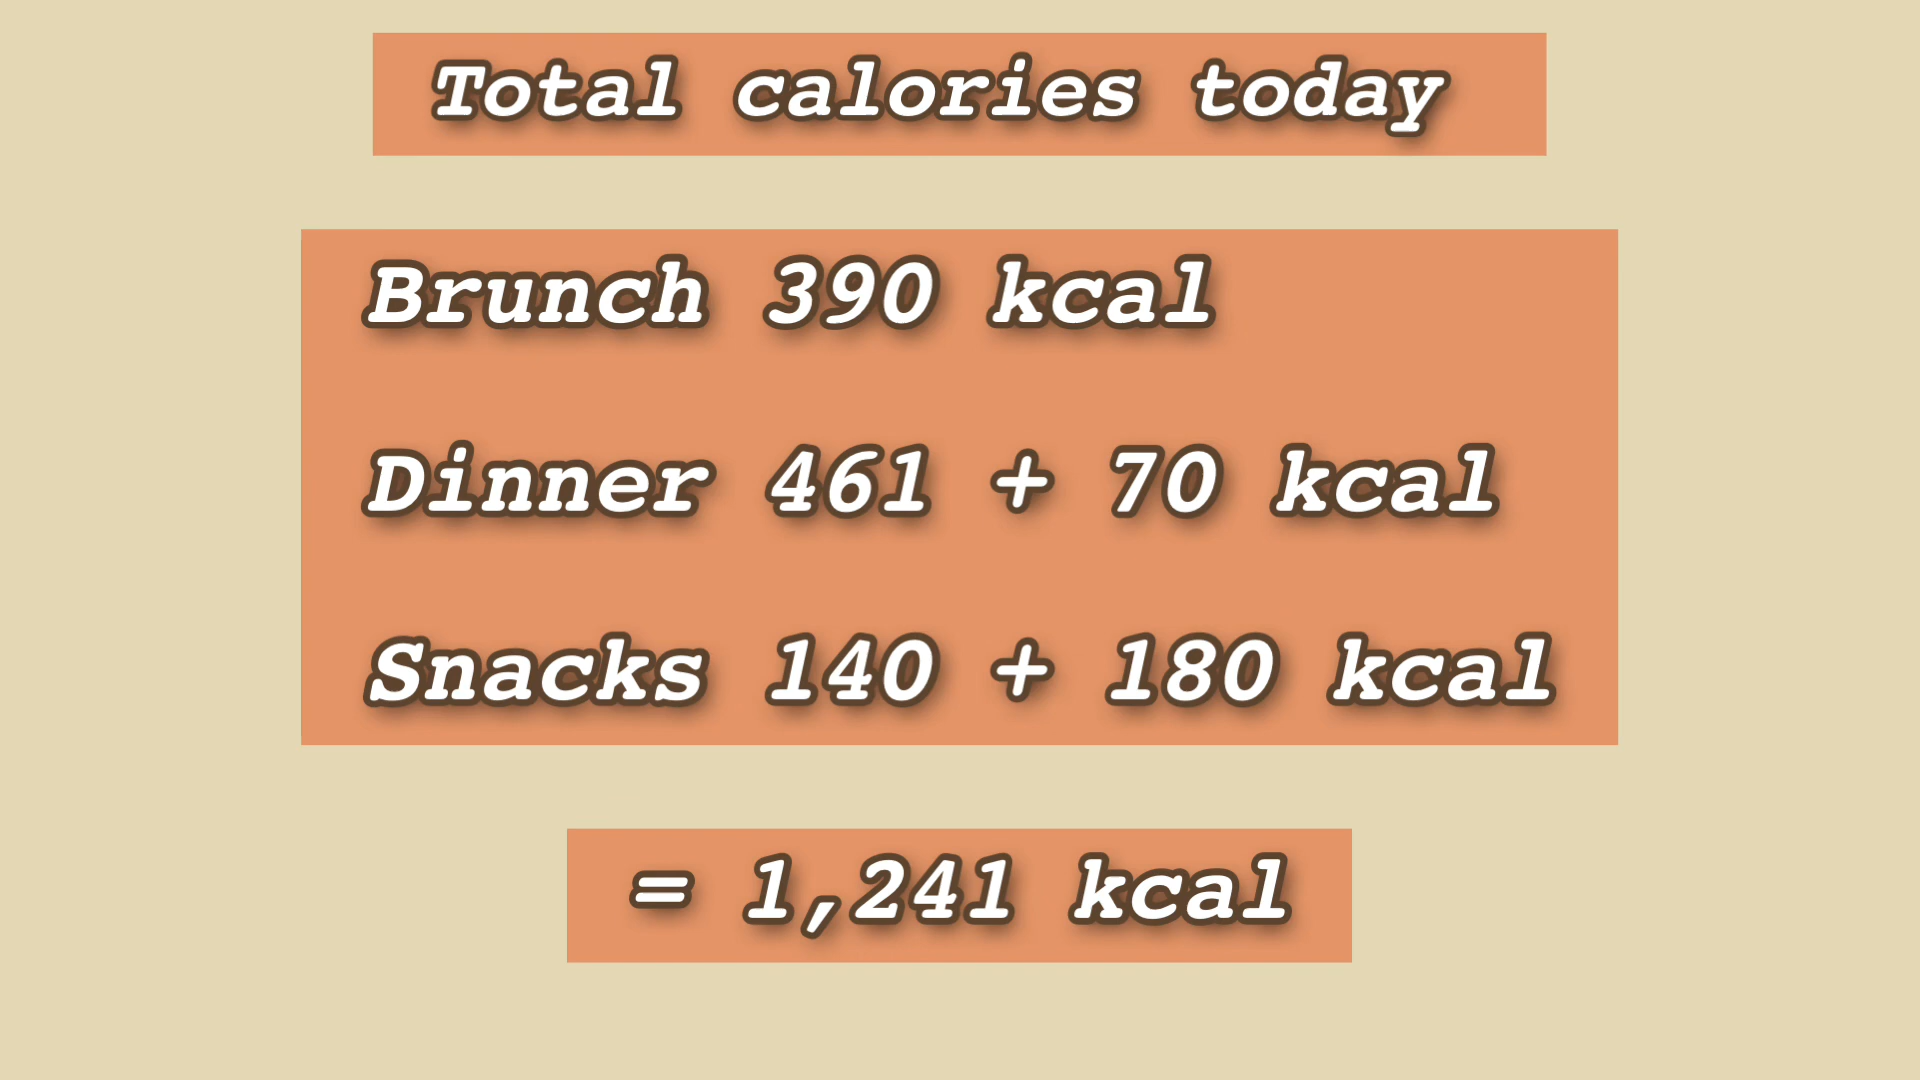 Total calories today
Brunch 390 kcal
Dinner 461 + 70 kcal
Snacks 140 + 180 kcal
= 1,241 kcal